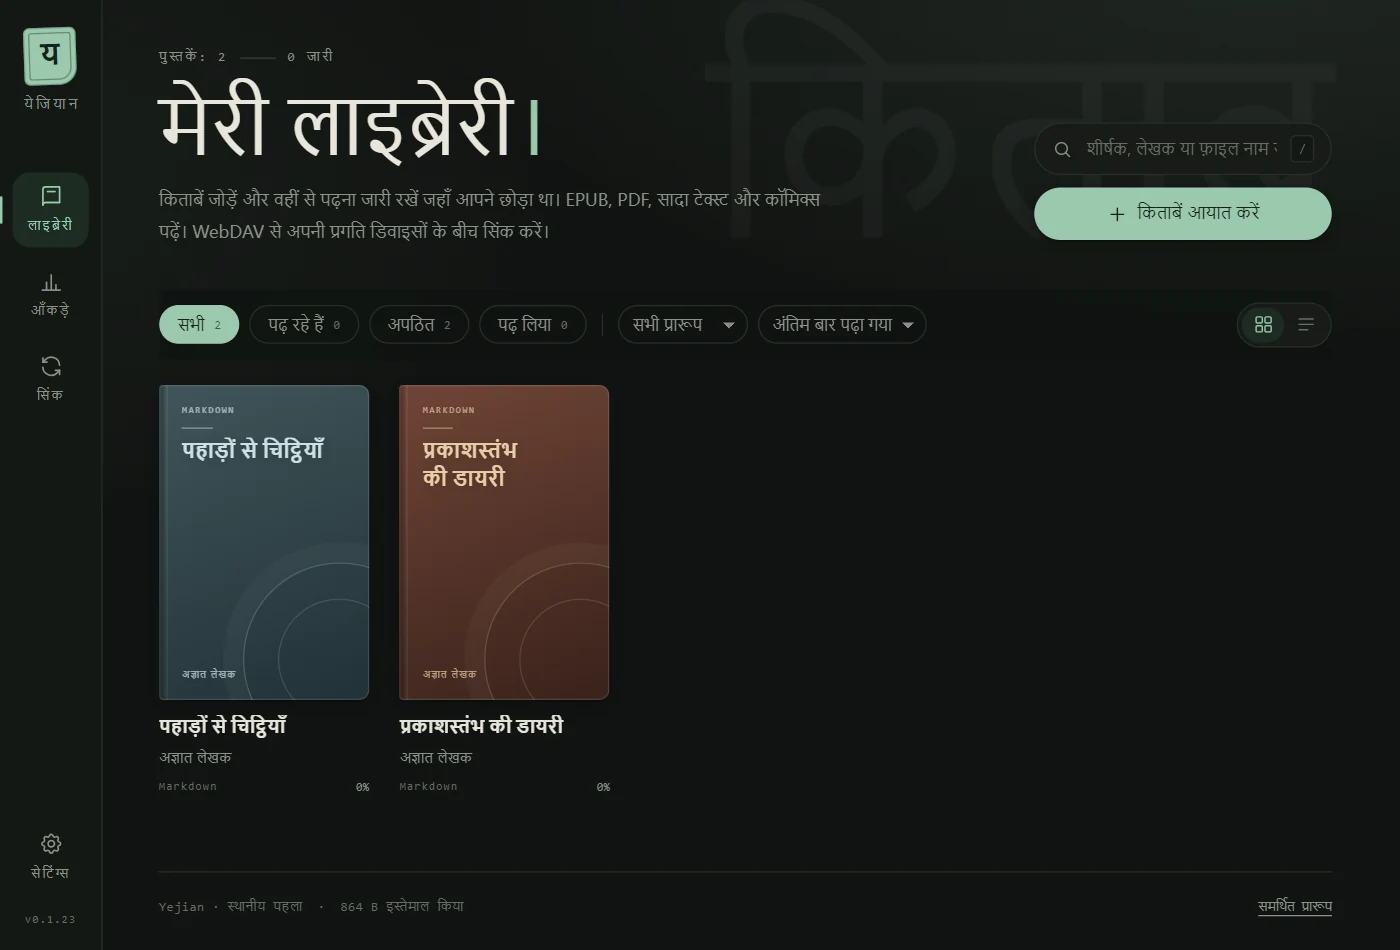 य
येजियान
लाइब्रेरी
आँकड़े
सिंक
सेटिंग्स
v0.1.23
किताब
पुस्तकें: 2 0 जारी
मेरी लाइब्रेरी
किताबें जोड़ें और वहीं से पढ़ना जारी रखें जहाँ आपने छोड़ा था। EPUB, PDF, सादा टेक्स्ट और कॉमिक्स
पढ़ें। WebDAV से अपनी प्रगति डिवाइसों के बीच सिंक करें।
शीर्षक, लेखक या फ़ाइल नाम /
+ किताबें आयात करें
सभी 2 पढ़ रहे हैं 0 अपठित 2 पढ़ लिया 0 सभी प्रारूप अंतिम बार पढ़ा गया
MARKDOWN
पहाड़ों से चिट्ठियाँ
अज्ञात लेखक
पहाड़ों से चिट्ठियाँ
अज्ञात लेखक
Markdown 0%
MARKDOWN
प्रकाशस्तंभ
की डायरी
अज्ञात लेखक
प्रकाशस्तंभ की डायरी
अज्ञात लेखक
Markdown 0%
Yejian · स्थानीय पहला · 864 B इस्तेमाल किया
समर्थित प्रारूप